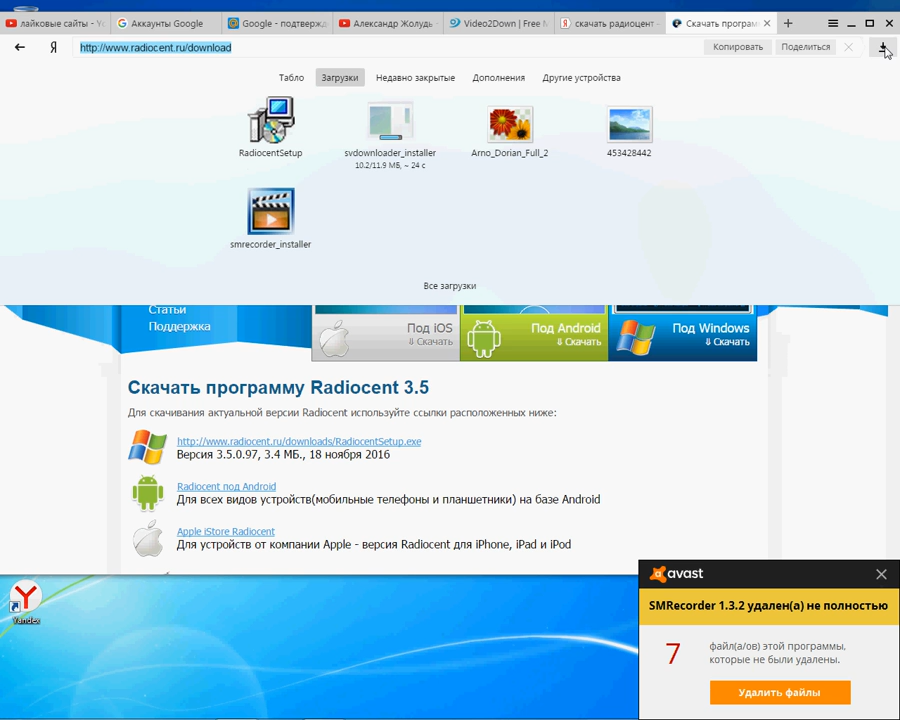 лайковые сайты - Yo
Аккаунты Google
Google - подтвержд
Александр Жолудь -
Video2Down | Free M
скачать радиоцент
Скачать програм
http://www.radiocent.ru/download
Копировать
Поделиться
Табло
Загрузки
Недавно закрытые
Дополнения
Другие устройства
RadiocentSetup
svdownloader_installer
10.2/11.9 МБ, ~ 24 с
Arno_Dorian_Full_2
453428442
smrecorder_installer
Все загрузки
Статьи
Поддержка
Под iOS
⇩ Скачать
Под Android
⇩ Скачать
Под Windows
⇩ Скачать
Скачать программу Radiocent 3.5
Для скачивания актуальной версии Radiocent используйте ссылки расположенных ниже:
http://www.radiocent.ru/downloads/RadiocentSetup.exe
Версия 3.5.0.97, 3.4 МБ., 18 ноября 2016
Radiocent под Android
Для всех видов устройств(мобильные телефоны и планшетники) на базе Android
Apple iStore Radiocent
Для устройств от компании Apple - версия Radiocent для iPhone, iPad и iPod
Yandex
avast
SMRecorder 1.3.2 удален(а) не полностью
7
файл(а/ов) этой программы,
которые не были удалены.
Удалить файлы